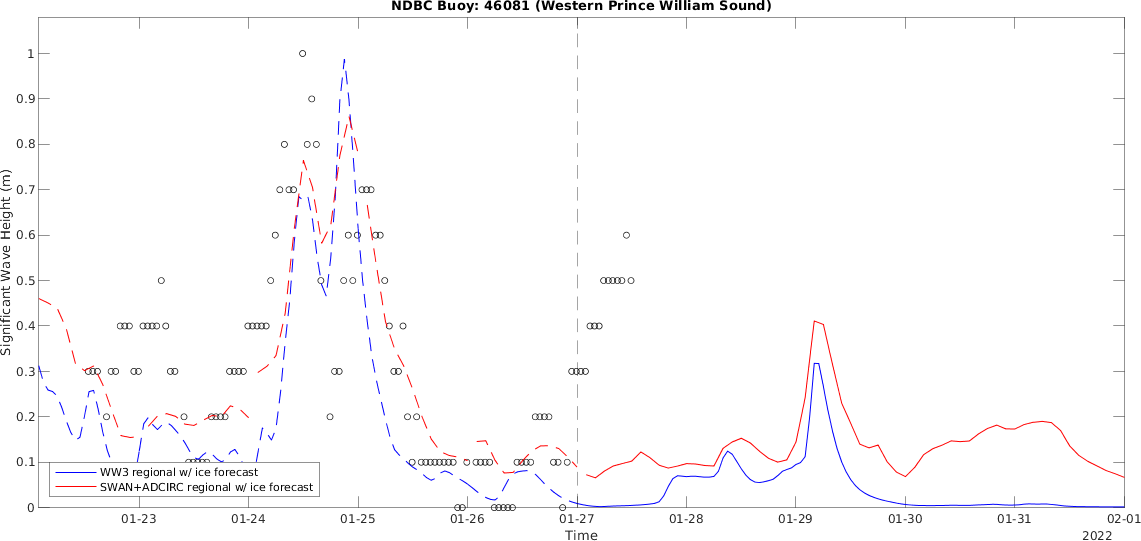 NDBC Buoy: 46081 (Western Prince William Sound)
Significant Wave Height (m)
1
0.9
0.8
0.7
0.6
0.5
0.4
0.3
0.2
0.1
0
WW3 regional w/ ice forecast
SWAN+ADCIRC regional w/ ice forecast
01-23 01-24 01-25 01-26 01-27 01-28 01-29 01-30 01-31 02-01
Time
2022